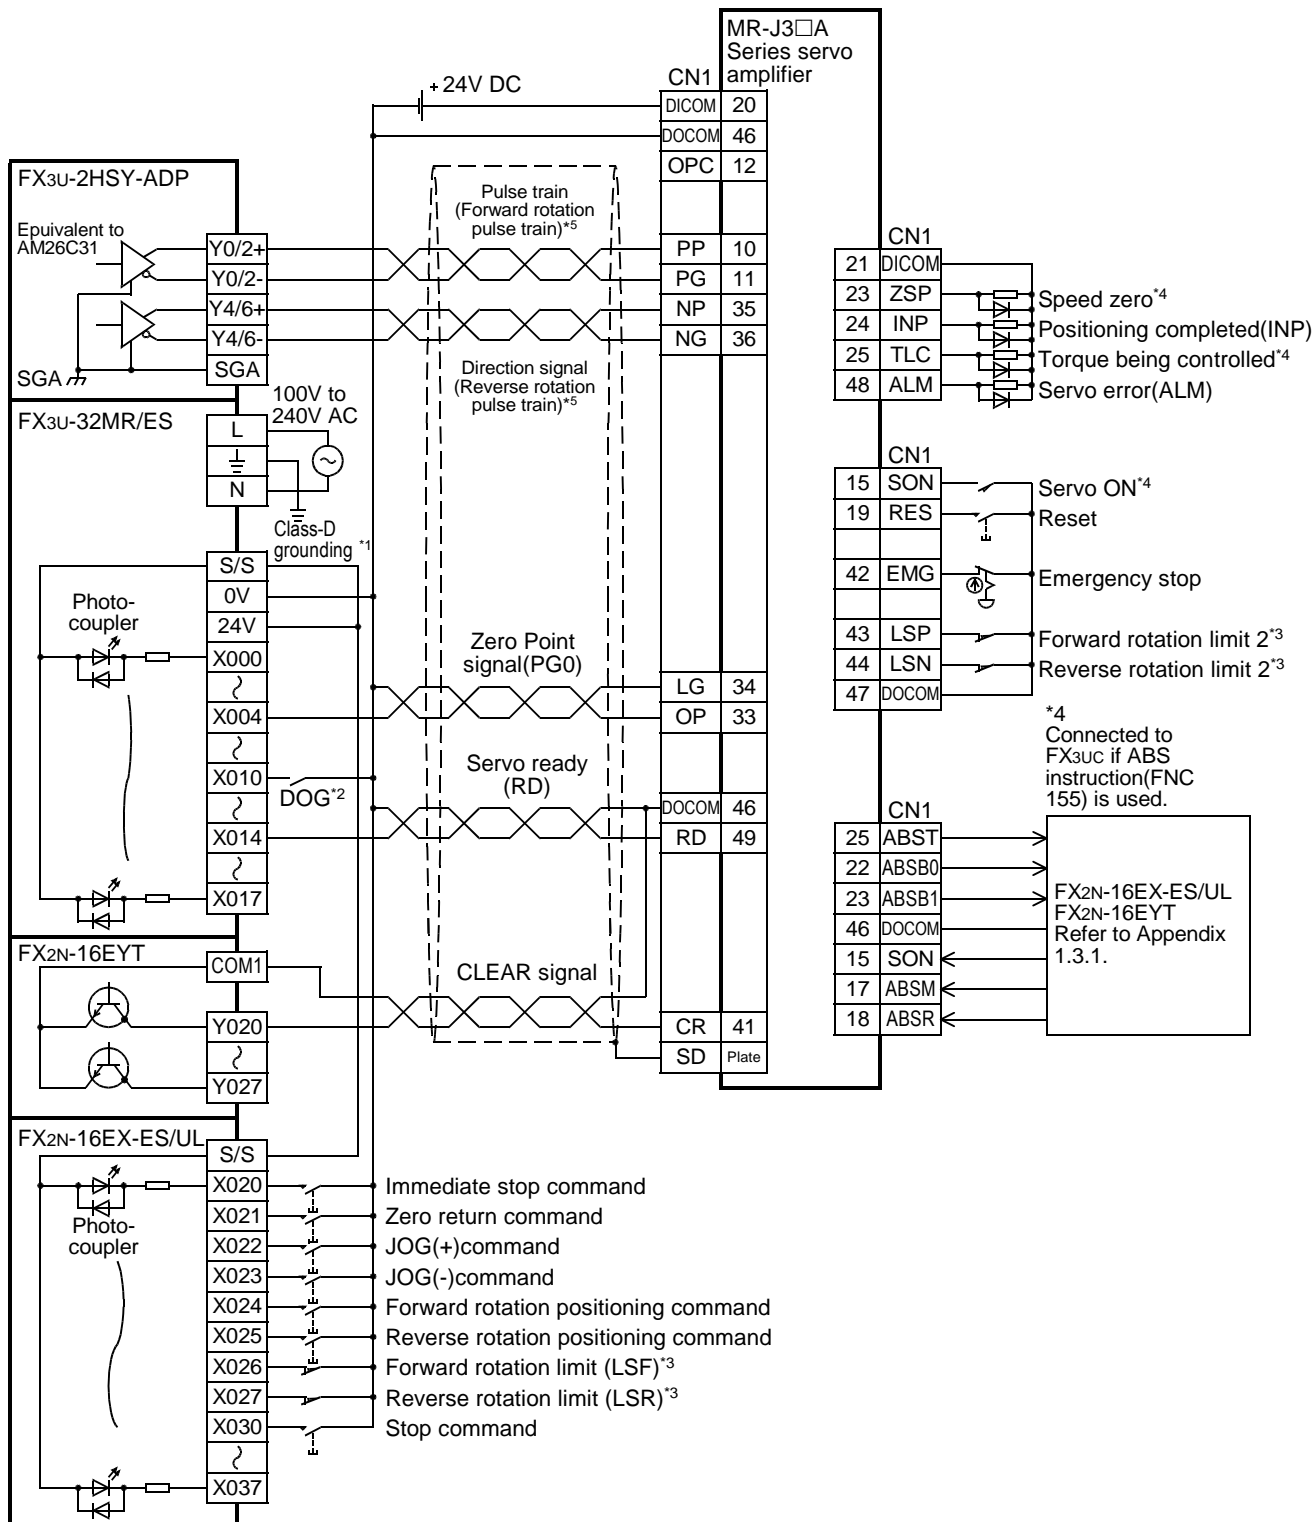 MR-J3□A
Series servo
amplifier
CN1
+ 24V DC
DICOM 20
DOCOM 46
OPC 12
PP 10
PG 11
NP 35
NG 36
LG 34
OP 33
DOCOM 46
RD 49
CR 41
SD Plate
FX3U-2HSY-ADP
Equivalent to
AM26C31
Y0/2+
Y0/2-
Y4/6+
Y4/6-
SGA
SGA
Pulse train
(Forward rotation
pulse train)*5
Direction signal
(Reverse rotation
pulse train)*5
FX3U-32MR/ES
100V to
240V AC
L
N
Class-D
grounding *1
S/S
0V
24V
X000
X004
X010
X014
X017
Photo-
coupler
DOG*2
Zero Point
signal(PG0)
Servo ready
(RD)
FX2N-16EYT
COM1
Y020
Y027
CLEAR signal
FX2N-16EX-ES/UL
S/S
Photo-
coupler
X020 Immediate stop command
X021 Zero return command
X022 JOG(+)command
X023 JOG(-)command
X024 Forward rotation positioning command
X025 Reverse rotation positioning command
X026 Forward rotation limit (LSF)*3
X027 Reverse rotation limit (LSR)*3
X030 Stop command
X037
CN1
21 DICOM
23 ZSP Speed zero*4
24 INP Positioning completed(INP)
25 TLC Torque being controlled*4
48 ALM Servo error(ALM)
CN1
15 SON Servo ON*4
19 RES Reset
42 EMG Emergency stop
43 LSP Forward rotation limit 2*3
44 LSN Reverse rotation limit 2*3
47 DOCOM
*4
Connected to
FX3UC if ABS
instruction(FNC
155) is used.
CN1
25 ABST
22 ABSB0
23 ABSB1
46 DOCOM
15 SON
17 ABSM
18 ABSR
FX2N-16EX-ES/UL
FX2N-16EYT
Refer to Appendix
1.3.1.